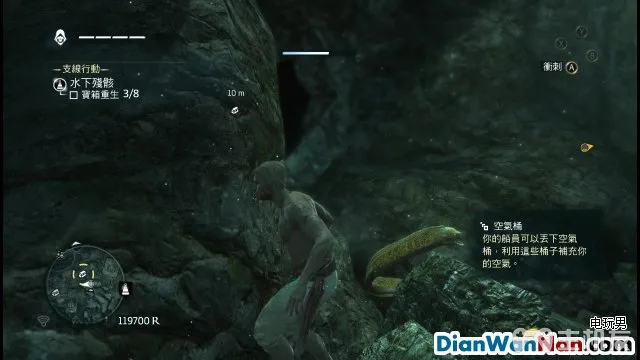 支線行動
水下殘骸
寶箱重生 3/8
10 m
Y
X
B
衝刺 A
空氣桶
你的船員可以丟下空氣
桶，利用這些桶子補充你
的空氣。
119700 R
电玩男
DianWanNan.com